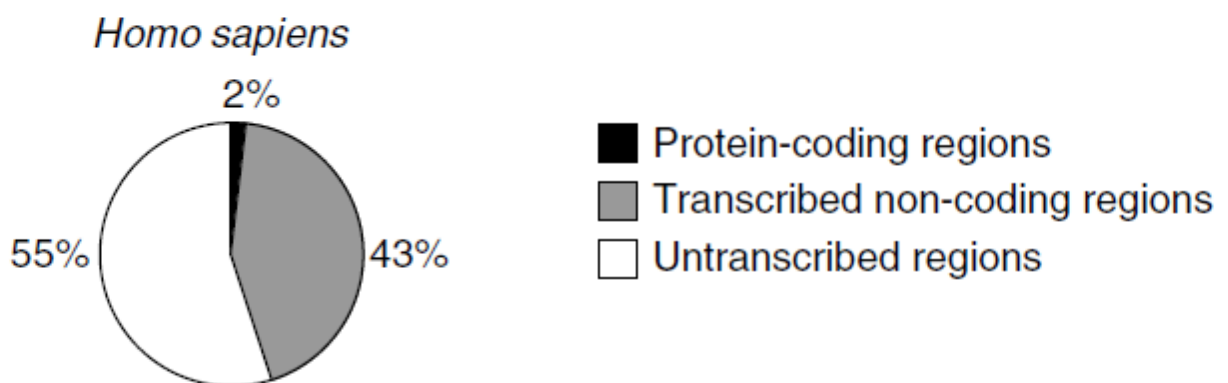 Homo sapiens
2%
55%
43%
Protein-coding regions
Transcribed non-coding regions
Untranscribed regions